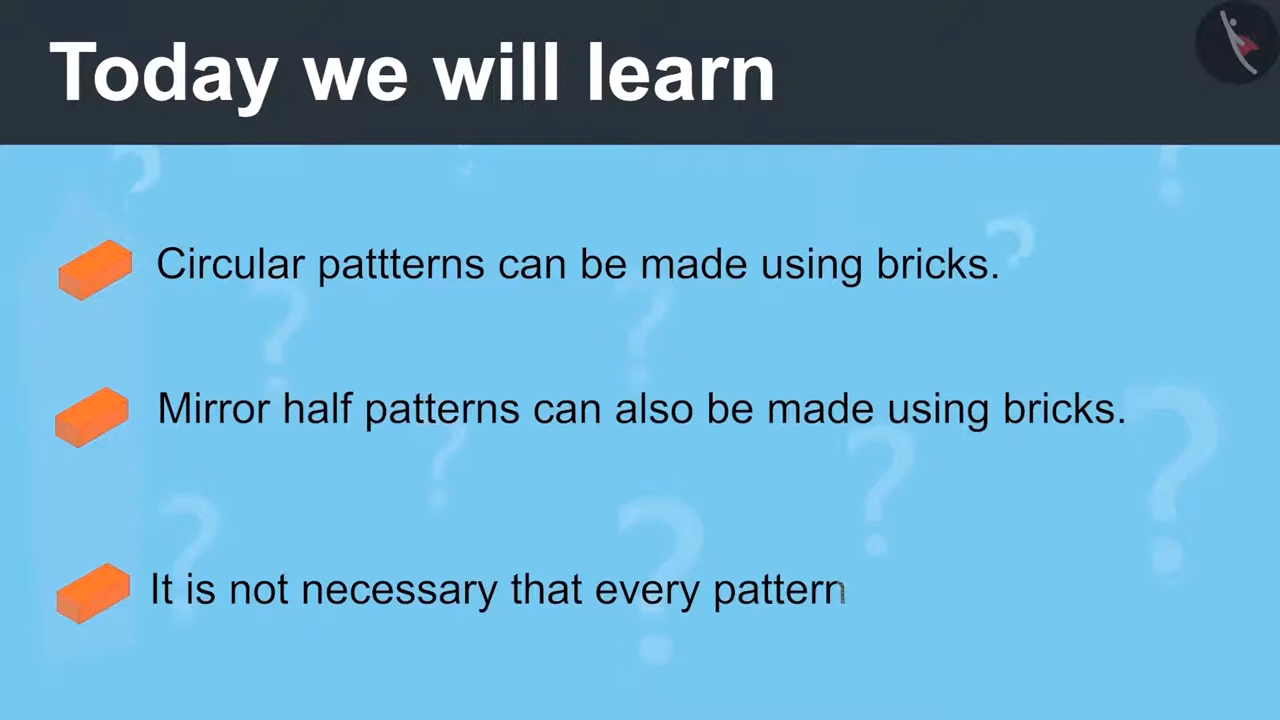 Today we will learn
Circular pattterns can be made using bricks.
Mirror half patterns can also be made using bricks.
It is not necessary that every pattern